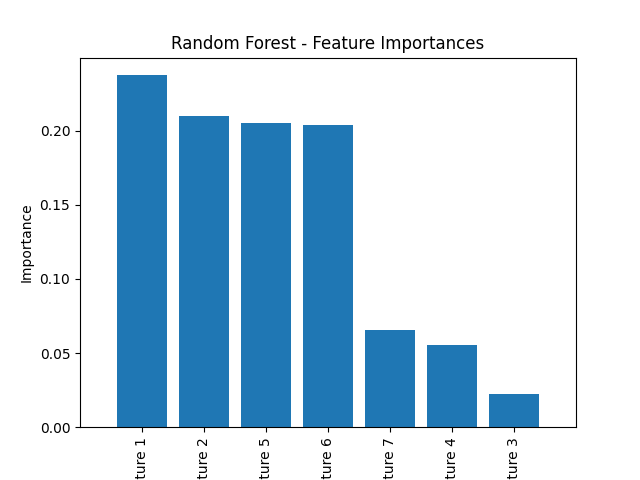 Random Forest - Feature Importances
Importance
0.20
0.15
0.10
0.05
0.00
ture 1
ture 2
ture 5
ture 6
ture 7
ture 4
ture 3